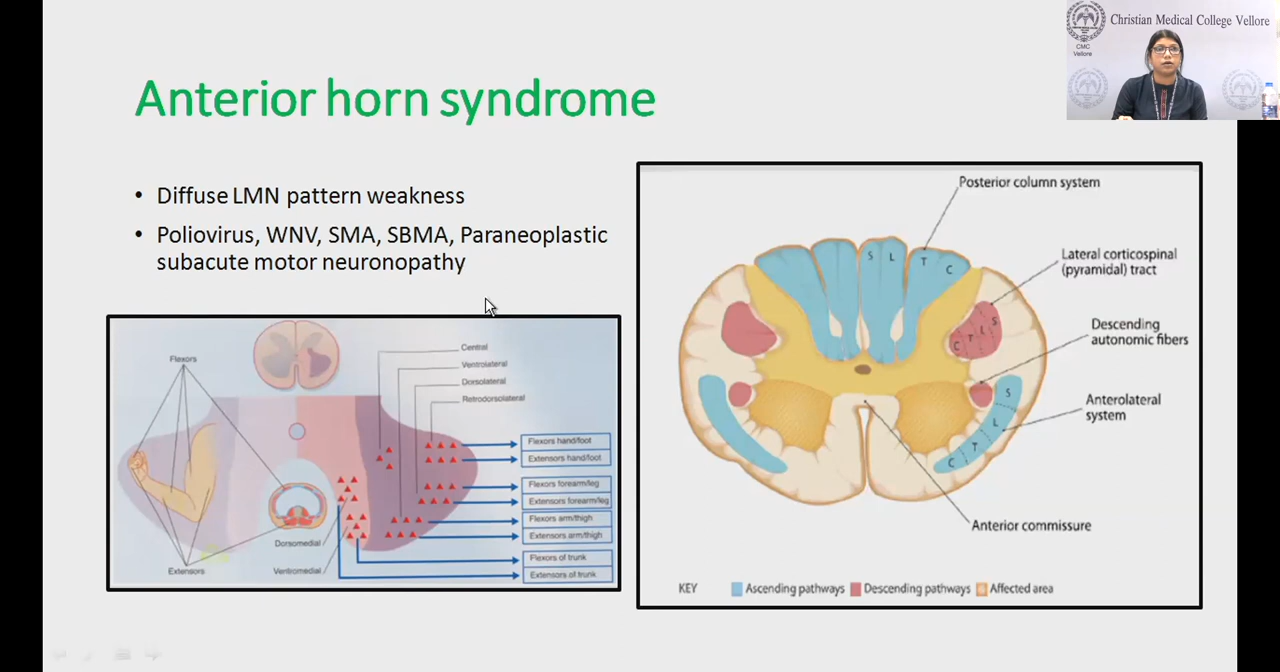 Christian Medical College Vellore
CMC
Vellore
Anterior horn syndrome
• Diffuse LMN pattern weakness
• Poliovirus, WNV, SMA, SBMA, Paraneoplastic
subacute motor neuronopathy
Flexors
Central
Ventrolateral
Dorsolateral
Retrodorsolateral
Flexors hand/foot
Extensors hand/foot
Flexors forearm/leg
Extensors forearm/leg
Flexors arm/thigh
Extensors arm/thigh
Flexors of trunk
Extensors of trunk
Dorsomedial
Ventromedial
Extensors
Posterior column system
Lateral corticospinal
(pyramidal) tract
Descending
autonomic fibers
Anterolateral
system
Anterior commissure
S L T C
C T L S
S
L
T
C
KEY Ascending pathways Descending pathways Affected area